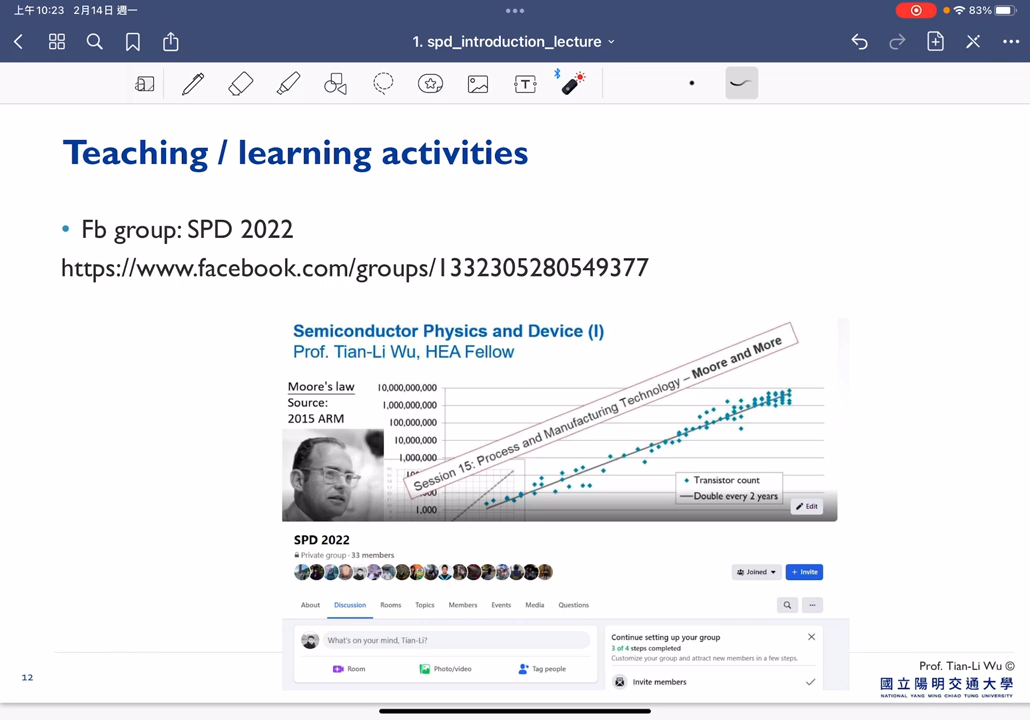 上午10:23 2月14日 週一
83%
1. spd_introduction_lecture
Teaching / learning activities
• Fb group: SPD 2022
https://www.facebook.com/groups/1332305280549377
Semiconductor Physics and Device (I)
Prof. Tian-Li Wu, HEA Fellow
Moore's law
Source:
2015 ARM
10,000,000,000
1,000,000,000
100,000,000
10,000,000
1,000,000
1,000
Session 15: Process and Manufacturing Technology – Moore and More
Transistor count
Double every 2 years
Edit
SPD 2022
Private group · 33 members
Joined
+ Invite
About Discussion Rooms Topics Members Events Media Questions
What's on your mind, Tian-Li?
Room Photo/video Tag people
Continue setting up your group
3 of 4 steps completed
Customize your group and attract new members in a few steps.
Invite members
12
Prof. Tian-Li Wu ©
國立陽明交通大學
NATIONAL YANG MING CHIAO TUNG UNIVERSITY